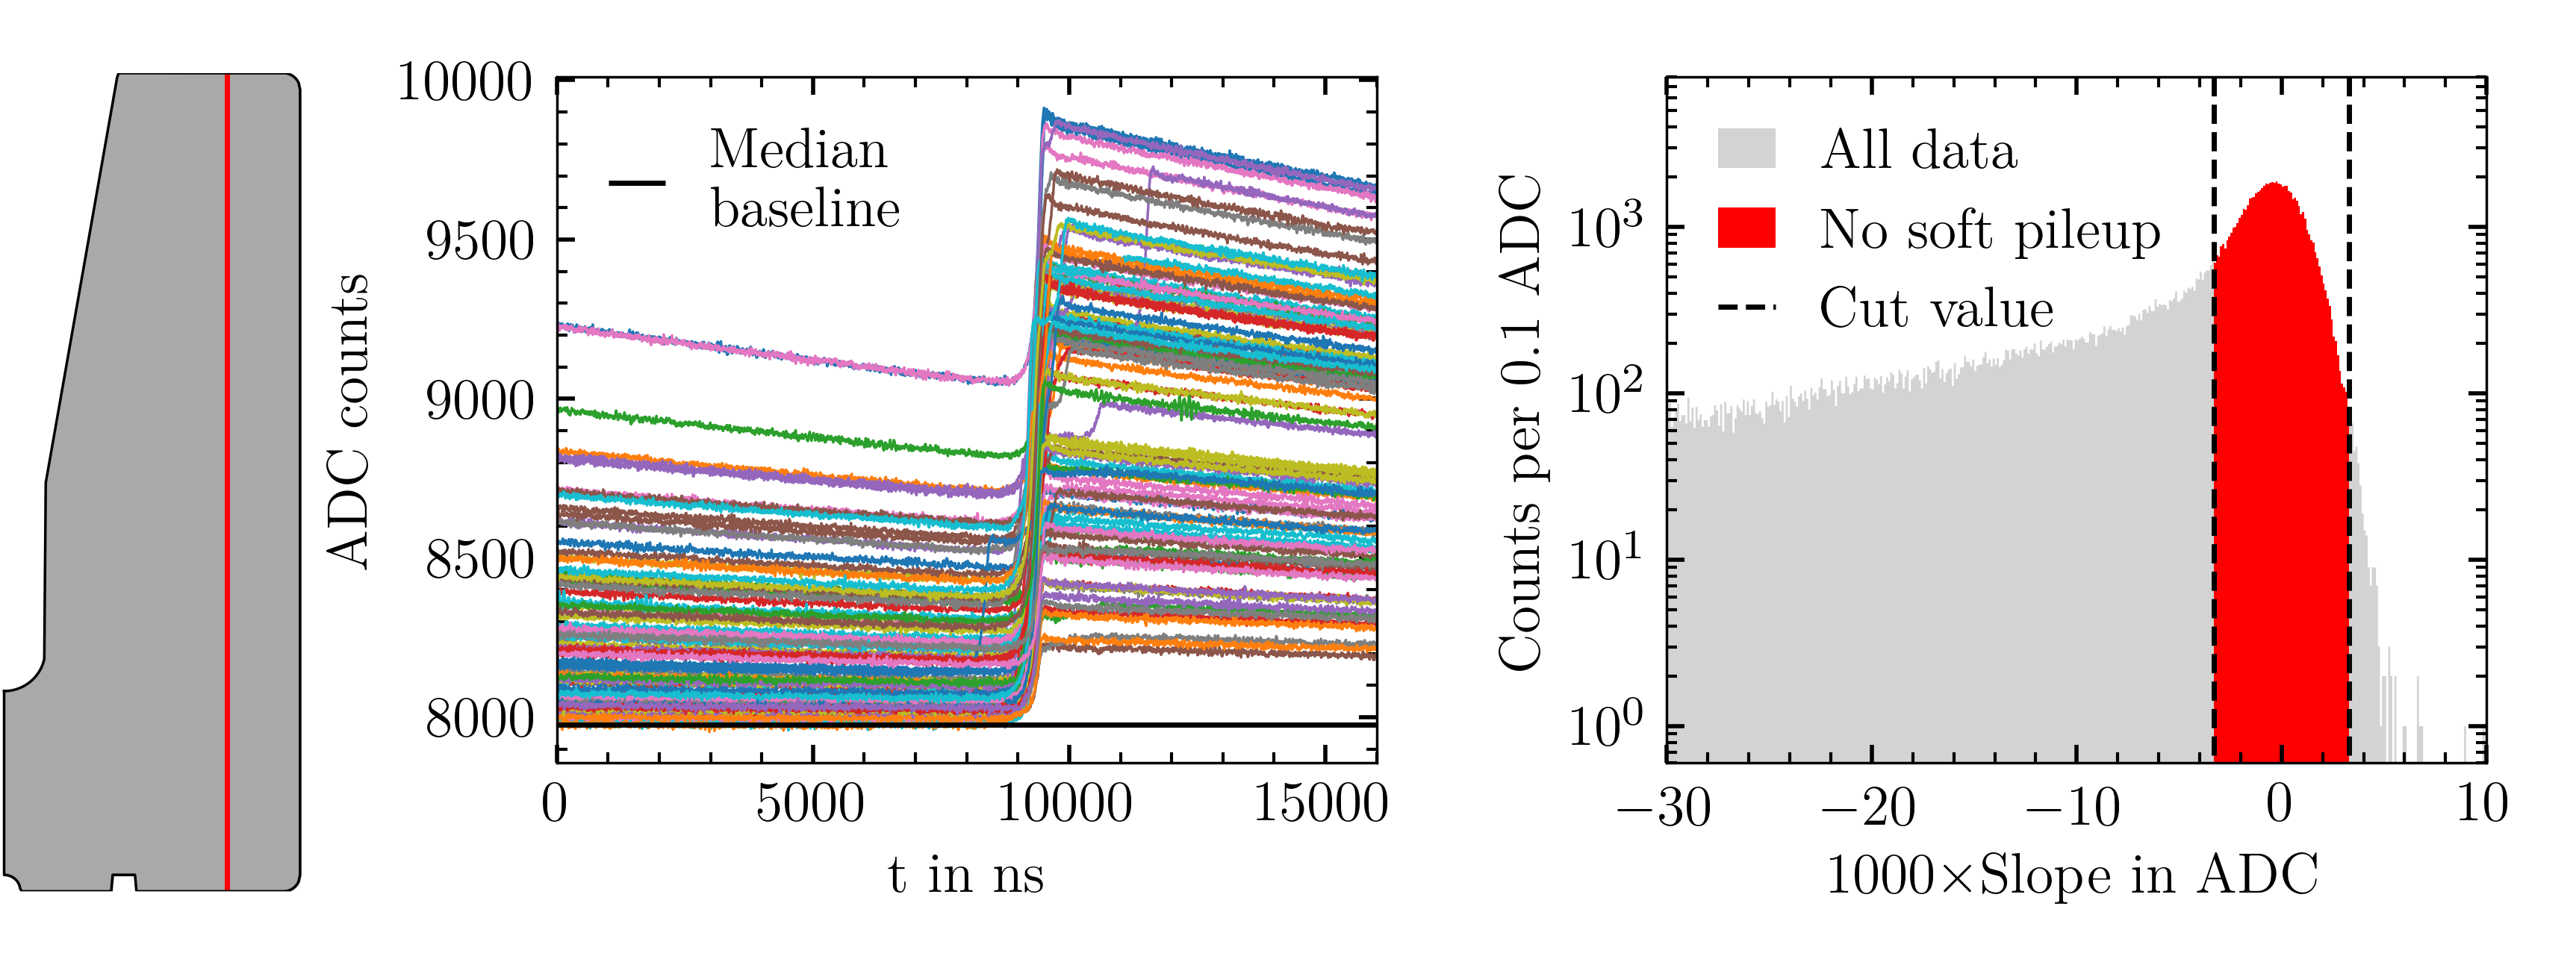 10000
9500
9000
8500
8000
ADC counts
Median
baseline
0
5000
10000
15000
t in ns
Counts per 0.1 ADC
10³
10²
10¹
10⁰
All data
No soft pileup
Cut value
−30
−20
−10
0
10
1000×Slope in ADC